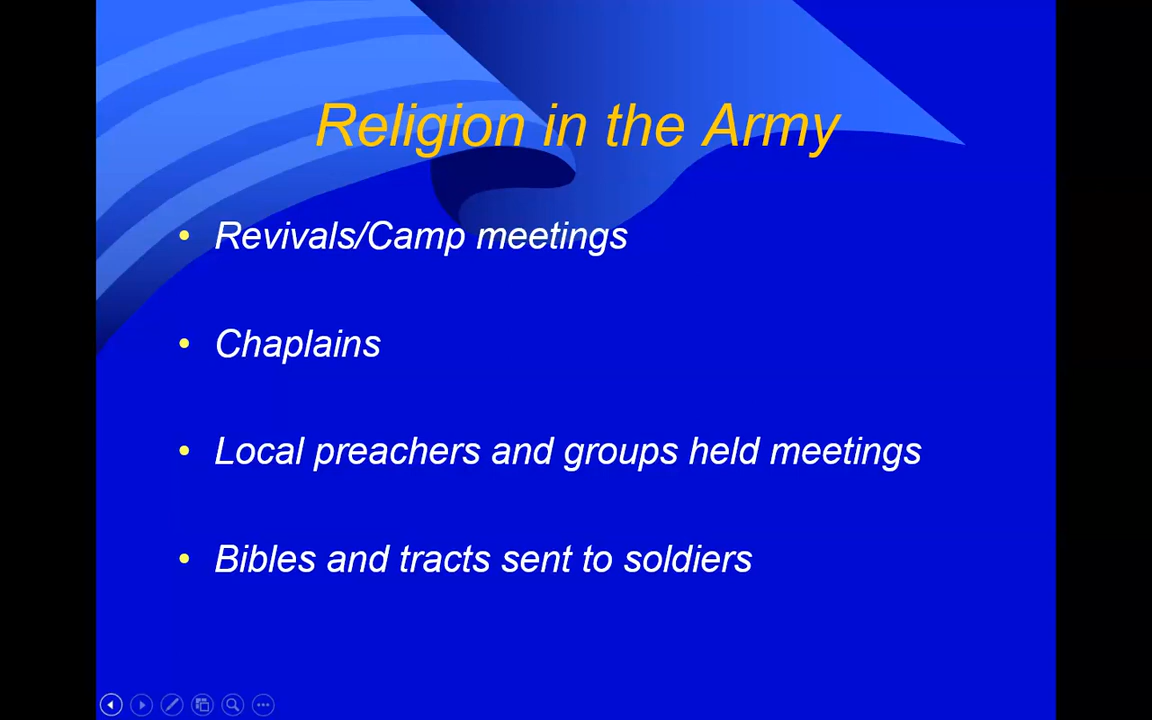 Religion in the Army
• Revivals/Camp meetings
• Chaplains
• Local preachers and groups held meetings
• Bibles and tracts sent to soldiers